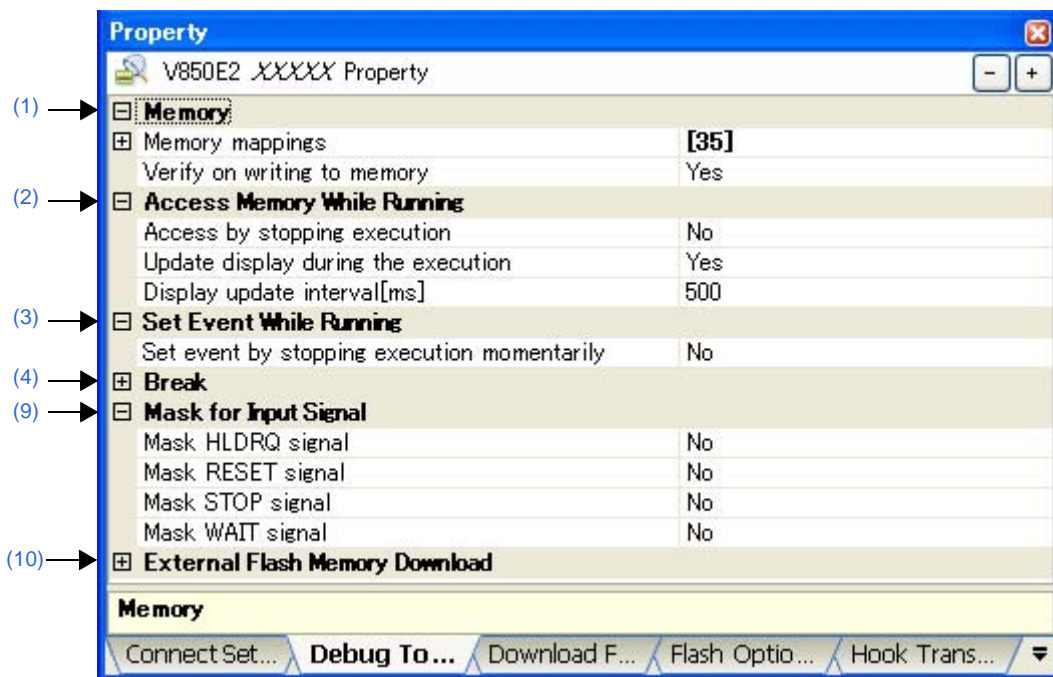 Property
V850E2 XXXXX Property
- +
(1) Memory
Memory mappings [35]
Verify on writing to memory Yes
(2) Access Memory While Running
Access by stopping execution No
Update display during the execution Yes
Display update interval[ms] 500
(3) Set Event While Running
Set event by stopping execution momentarily No
(4) Break
(9) Mask for Input Signal
Mask HLDRQ signal No
Mask RESET signal No
Mask STOP signal No
Mask WAIT signal No
(10) External Flash Memory Download
Memory
Connect Set... Debug To... Download F... Flash Optio... Hook Trans...